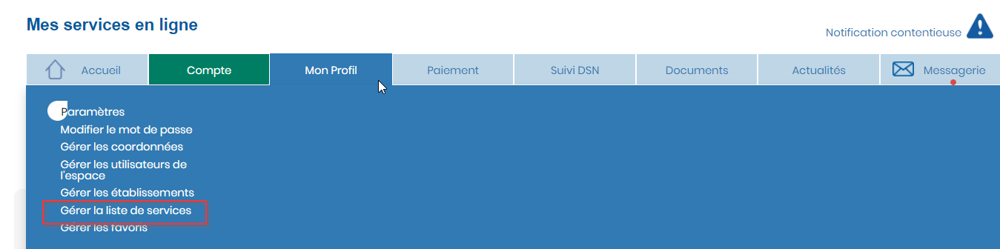 Mes services en ligne
Notification contentieuse
Accueil
Compte
Mon Profil
Paiement
Suivi DSN
Documents
Actualités
Messagerie
Paramètres
Modifier le mot de passe
Gérer les coordonnées
Gérer les utilisateurs de
l'espace
Gérer les établissements
Gérer la liste de services
Gérer les favoris